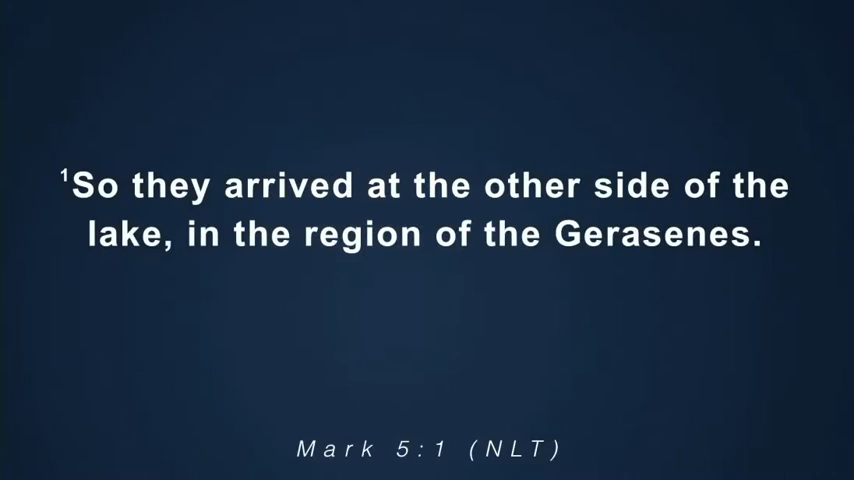 ¹So they arrived at the other side of the
lake, in the region of the Gerasenes.
Mark 5:1 (NLT)